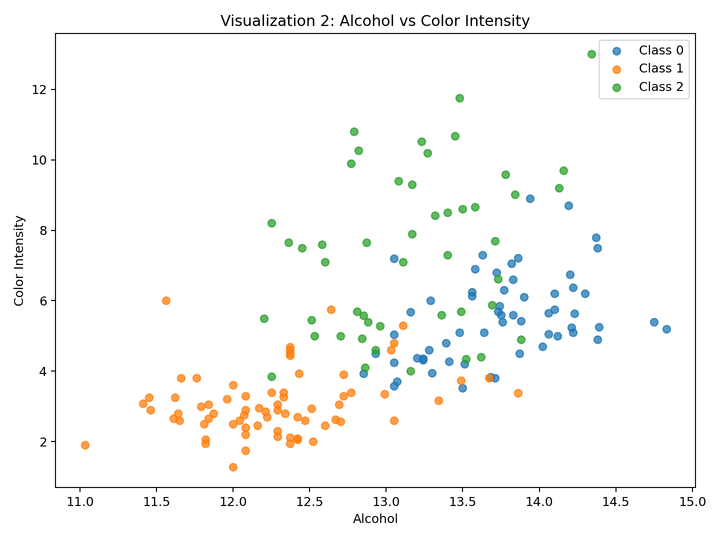 Visualization 2: Alcohol vs Color Intensity
Class 0
Class 1
Class 2
12
10
8
6
4
2
Color Intensity
11.0 11.5 12.0 12.5 13.0 13.5 14.0 14.5 15.0
Alcohol